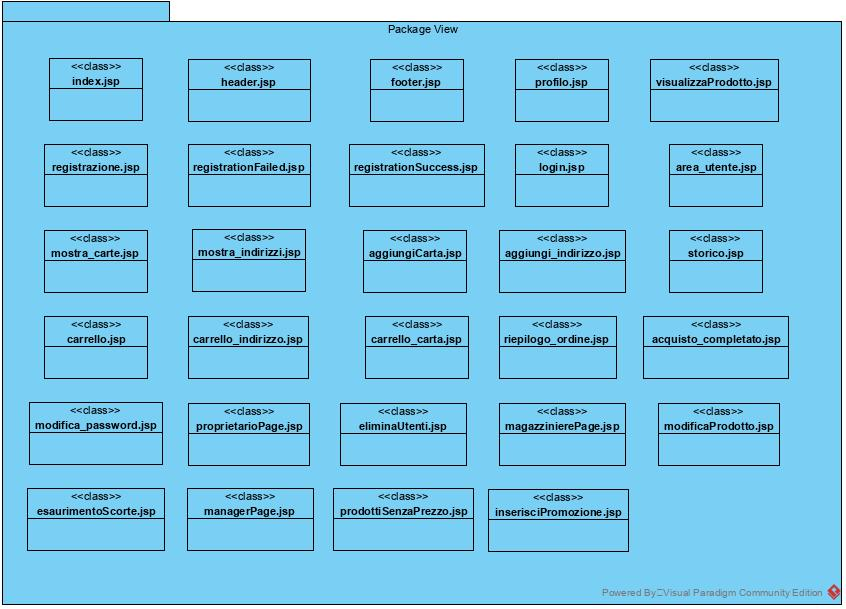 Package View
<<class>>
index.jsp
<<class>>
header.jsp
<<class>>
footer.jsp
<<class>>
profilo.jsp
<<class>>
visualizzaProdotto.jsp
<<class>>
registrazione.jsp
<<class>>
registrationFailed.jsp
<<class>>
registrationSuccess.jsp
<<class>>
login.jsp
<<class>>
area_utente.jsp
<<class>>
mostra_carte.jsp
<<class>>
mostra_indirizzi.jsp
<<class>>
aggiungiCarta.jsp
<<class>>
aggiungi_indirizzo.jsp
<<class>>
storico.jsp
<<class>>
carrello.jsp
<<class>>
carrello_indirizzo.jsp
<<class>>
carrello_carta.jsp
<<class>>
riepilogo_ordine.jsp
<<class>>
acquisto_completato.jsp
<<class>>
modifica_password.jsp
<<class>>
proprietarioPage.jsp
<<class>>
eliminaUtenti.jsp
<<class>>
magazzinierePage.jsp
<<class>>
modificaProdotto.jsp
<<class>>
esaurimentoScorte.jsp
<<class>>
managerPage.jsp
<<class>>
prodottiSenzaPrezzo.jsp
<<class>>
inserisciPromozione.jsp
Powered By Visual Paradigm Community Edition